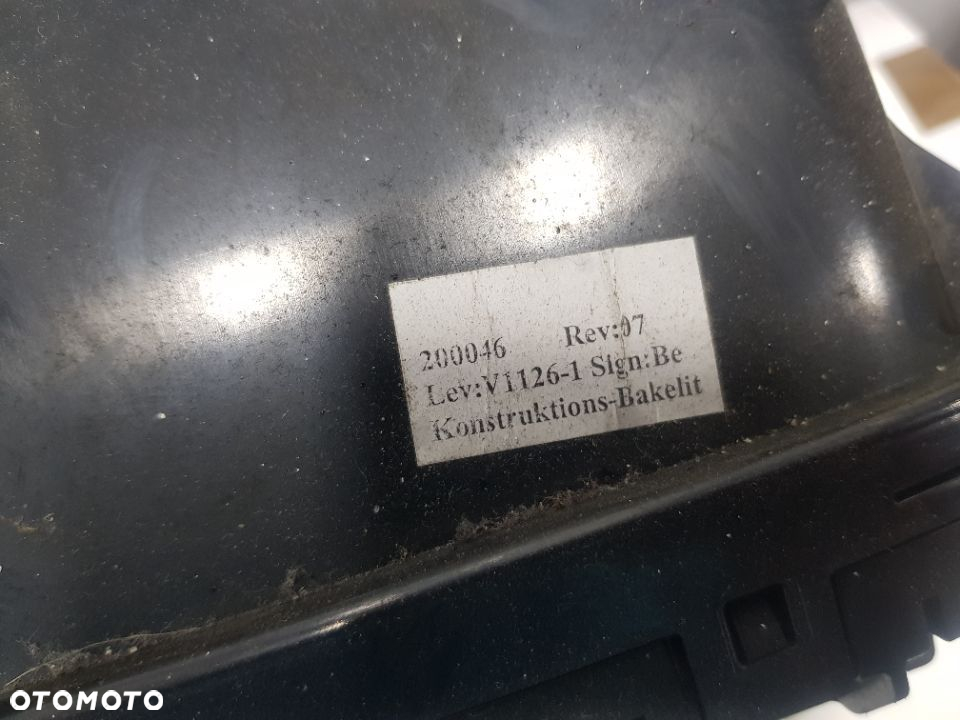 200046 Rev:07
Lev:V1126-1 Sign:Be
Konstruktions-Bakelit
OTOMOTO